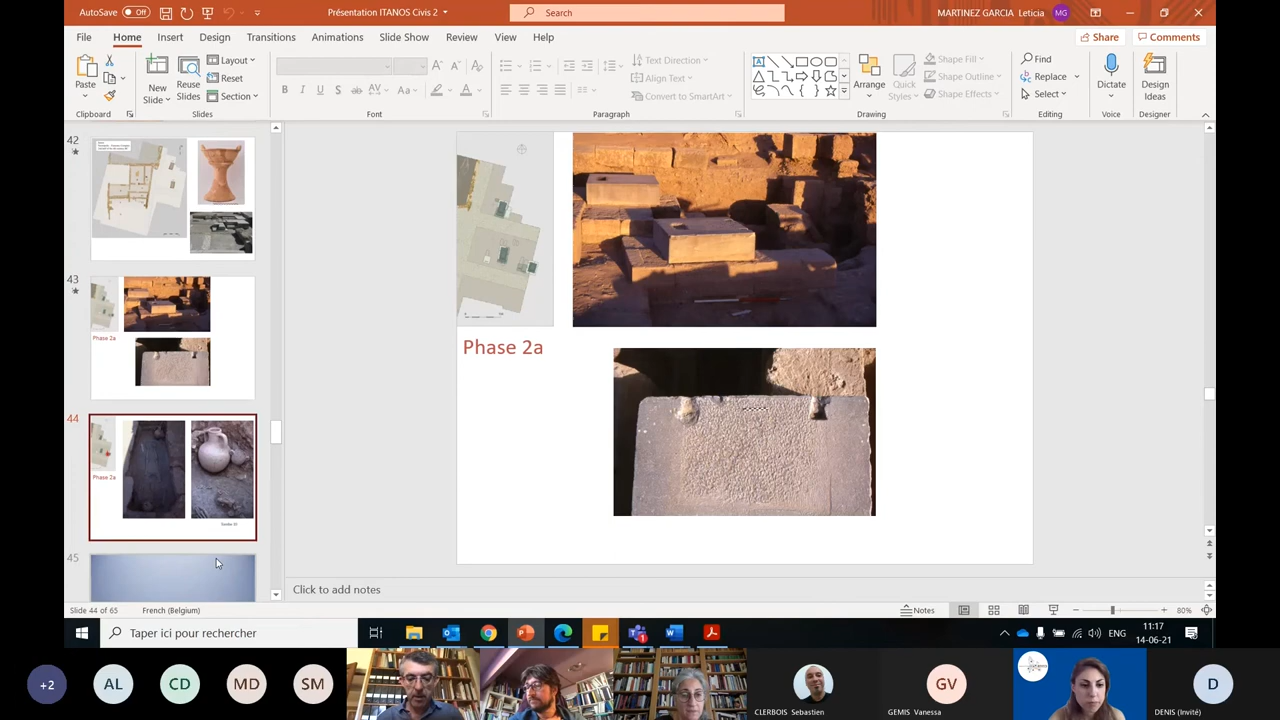 AutoSave Off
Présentation ITANOS Civis 2
Search
MARTINEZ GARCIA Leticia
MG
File
Home
Insert
Design
Transitions
Animations
Slide Show
Review
View
Help
Share
Comments
Paste
New Slide
Reuse Slides
Layout
Reset
Section
Line Spacing
Text Direction
Align Text
Convert to SmartArt
Arrange
Quick Styles
Shape Fill
Shape Outline
Shape Effects
Find
Replace
Select
Dictate
Design Ideas
Clipboard
Slides
Font
Paragraph
Drawing
Editing
Voice
Designer
42
43
Phase 2a
44
Phase 2a
45
Phase 2a
Click to add notes
Slide 44 of 65
French (Belgium)
Notes
80%
Taper ici pour rechercher
ENG
11:17
14-06-21
+2
AL
CD
MD
SM
CLERBOIS Sebastien
GV
GEMIS Vanessa
D
DENIS (Invité)